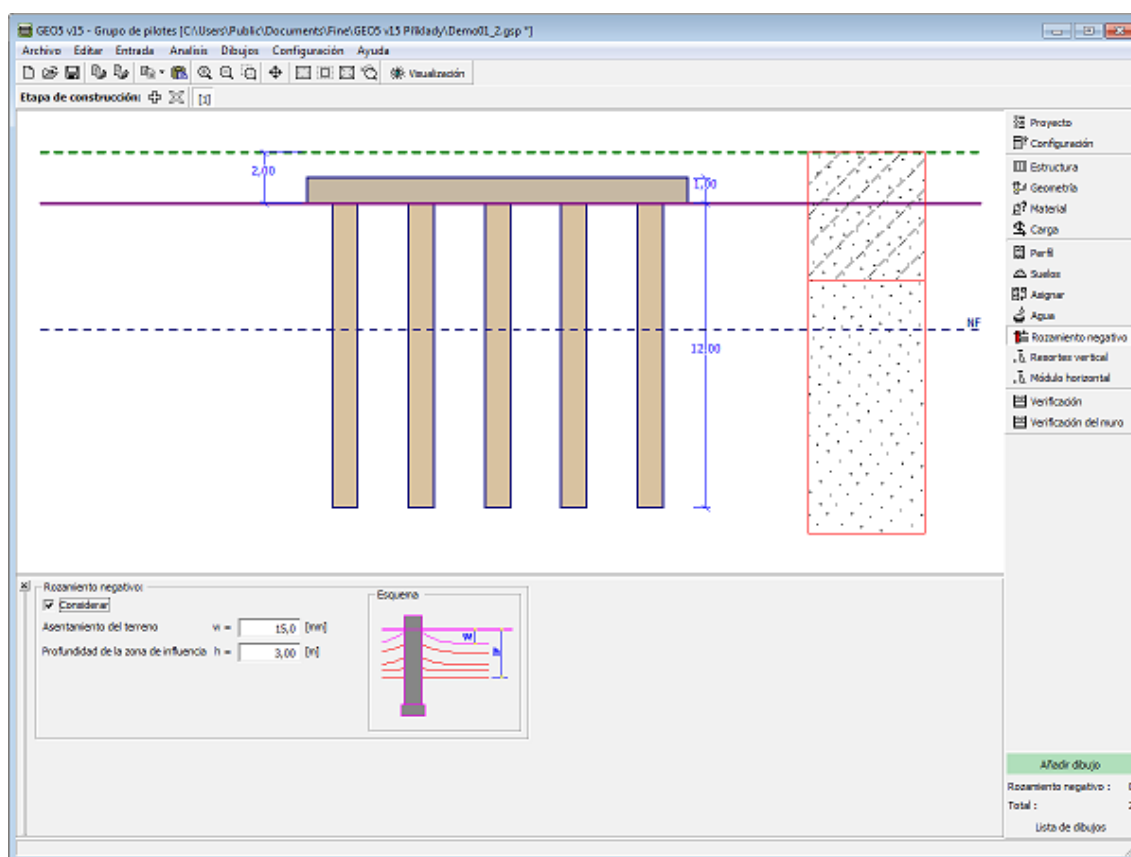 GEO5 v15 - Grupo de pilotes [C:\Users\Public\Documents\Fine\GEO5 v15 Příklady\Demo01_2.gsp *]
Archivo Editar Entrada Analisis Dibujos Configuración Ayuda
Visualización
Etapa de construcción: [1]
2,00
1,00
12,00
NF
Proyecto
Configuración
Estructura
Geometría
Material
Carga
Perfil
Suelos
Asignar
Agua
Rozamiento negativo
Resortes vertical
Módulo horizontal
Verificación
Verificación del muro
Rozamiento negativo:
Considerar
Asentamiento del terreno w = 15,0 [mm]
Profundidad de la zona de influencia h = 3,00 [m]
Esquema
w
h
Añadir dibujo
Rozamiento negativo :
Total :
Lista de dibujos